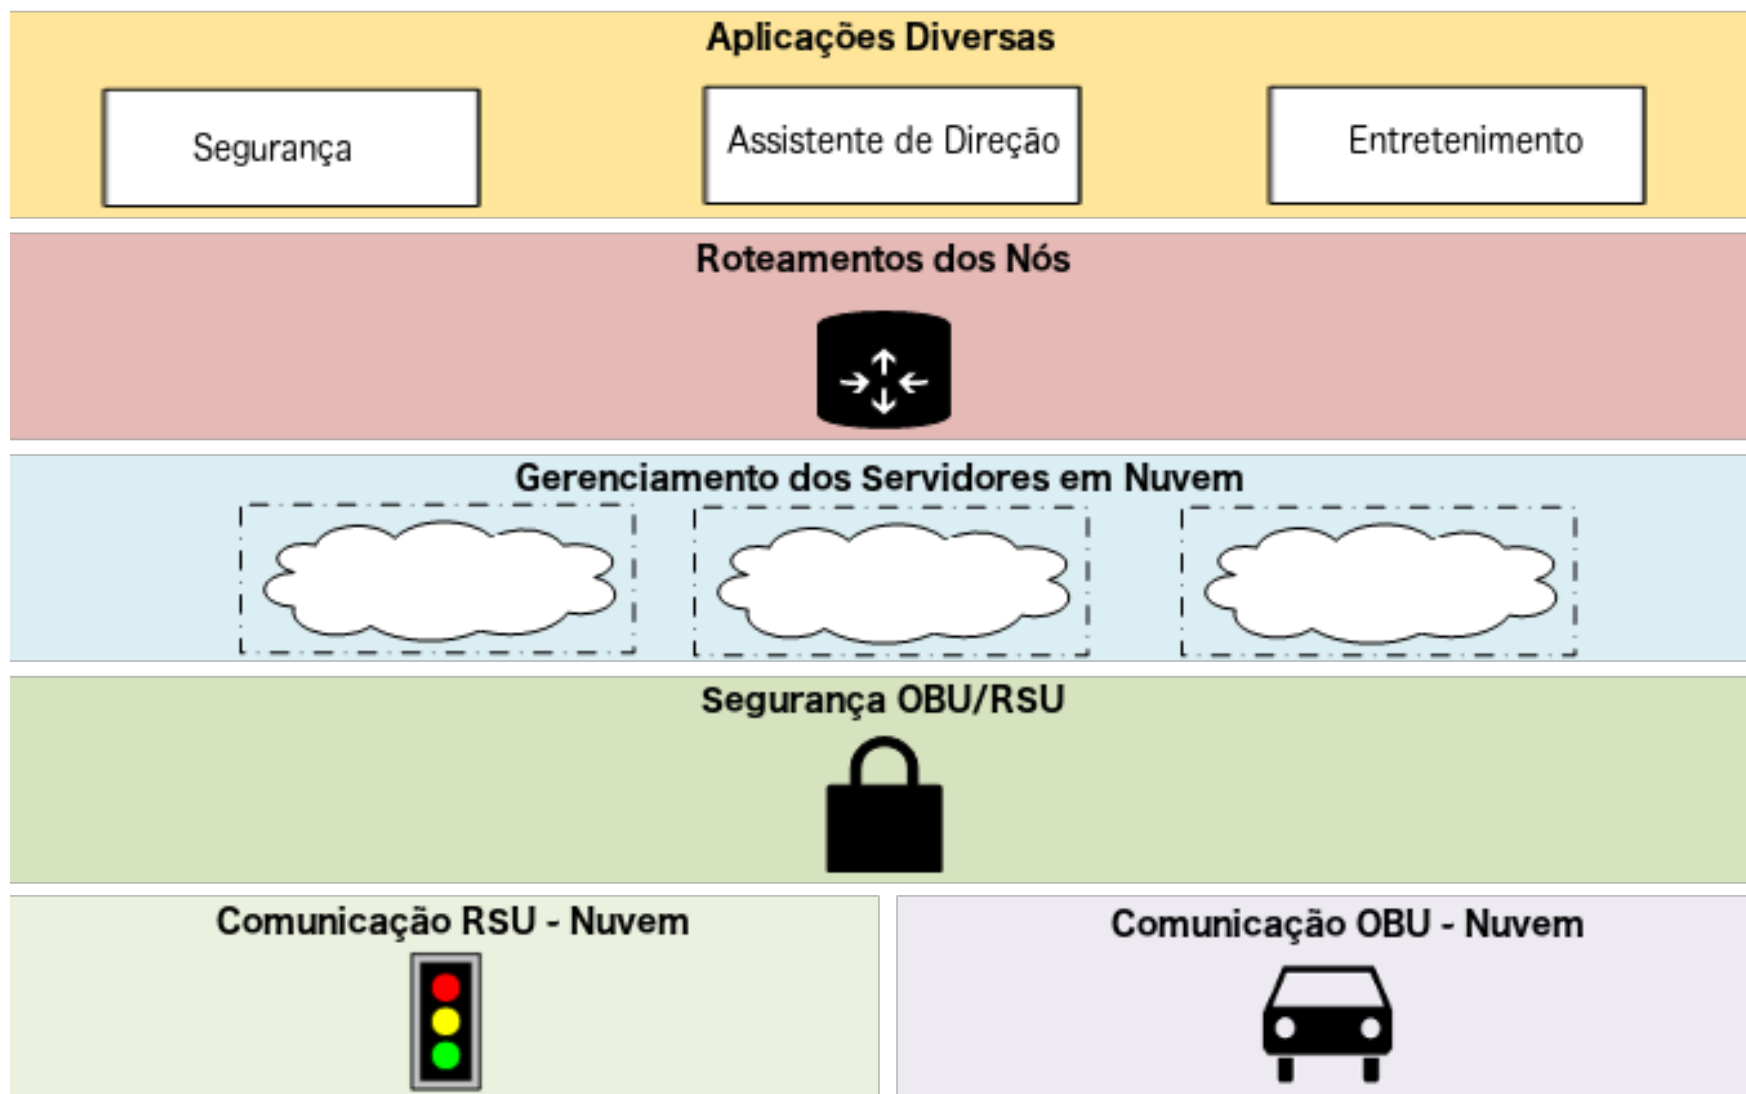 Aplicações Diversas
Segurança
Assistente de Direção
Entretenimento
Roteamentos dos Nós
Gerenciamento dos Servidores em Nuvem
Segurança OBU/RSU
Comunicação RSU - Nuvem
Comunicação OBU - Nuvem